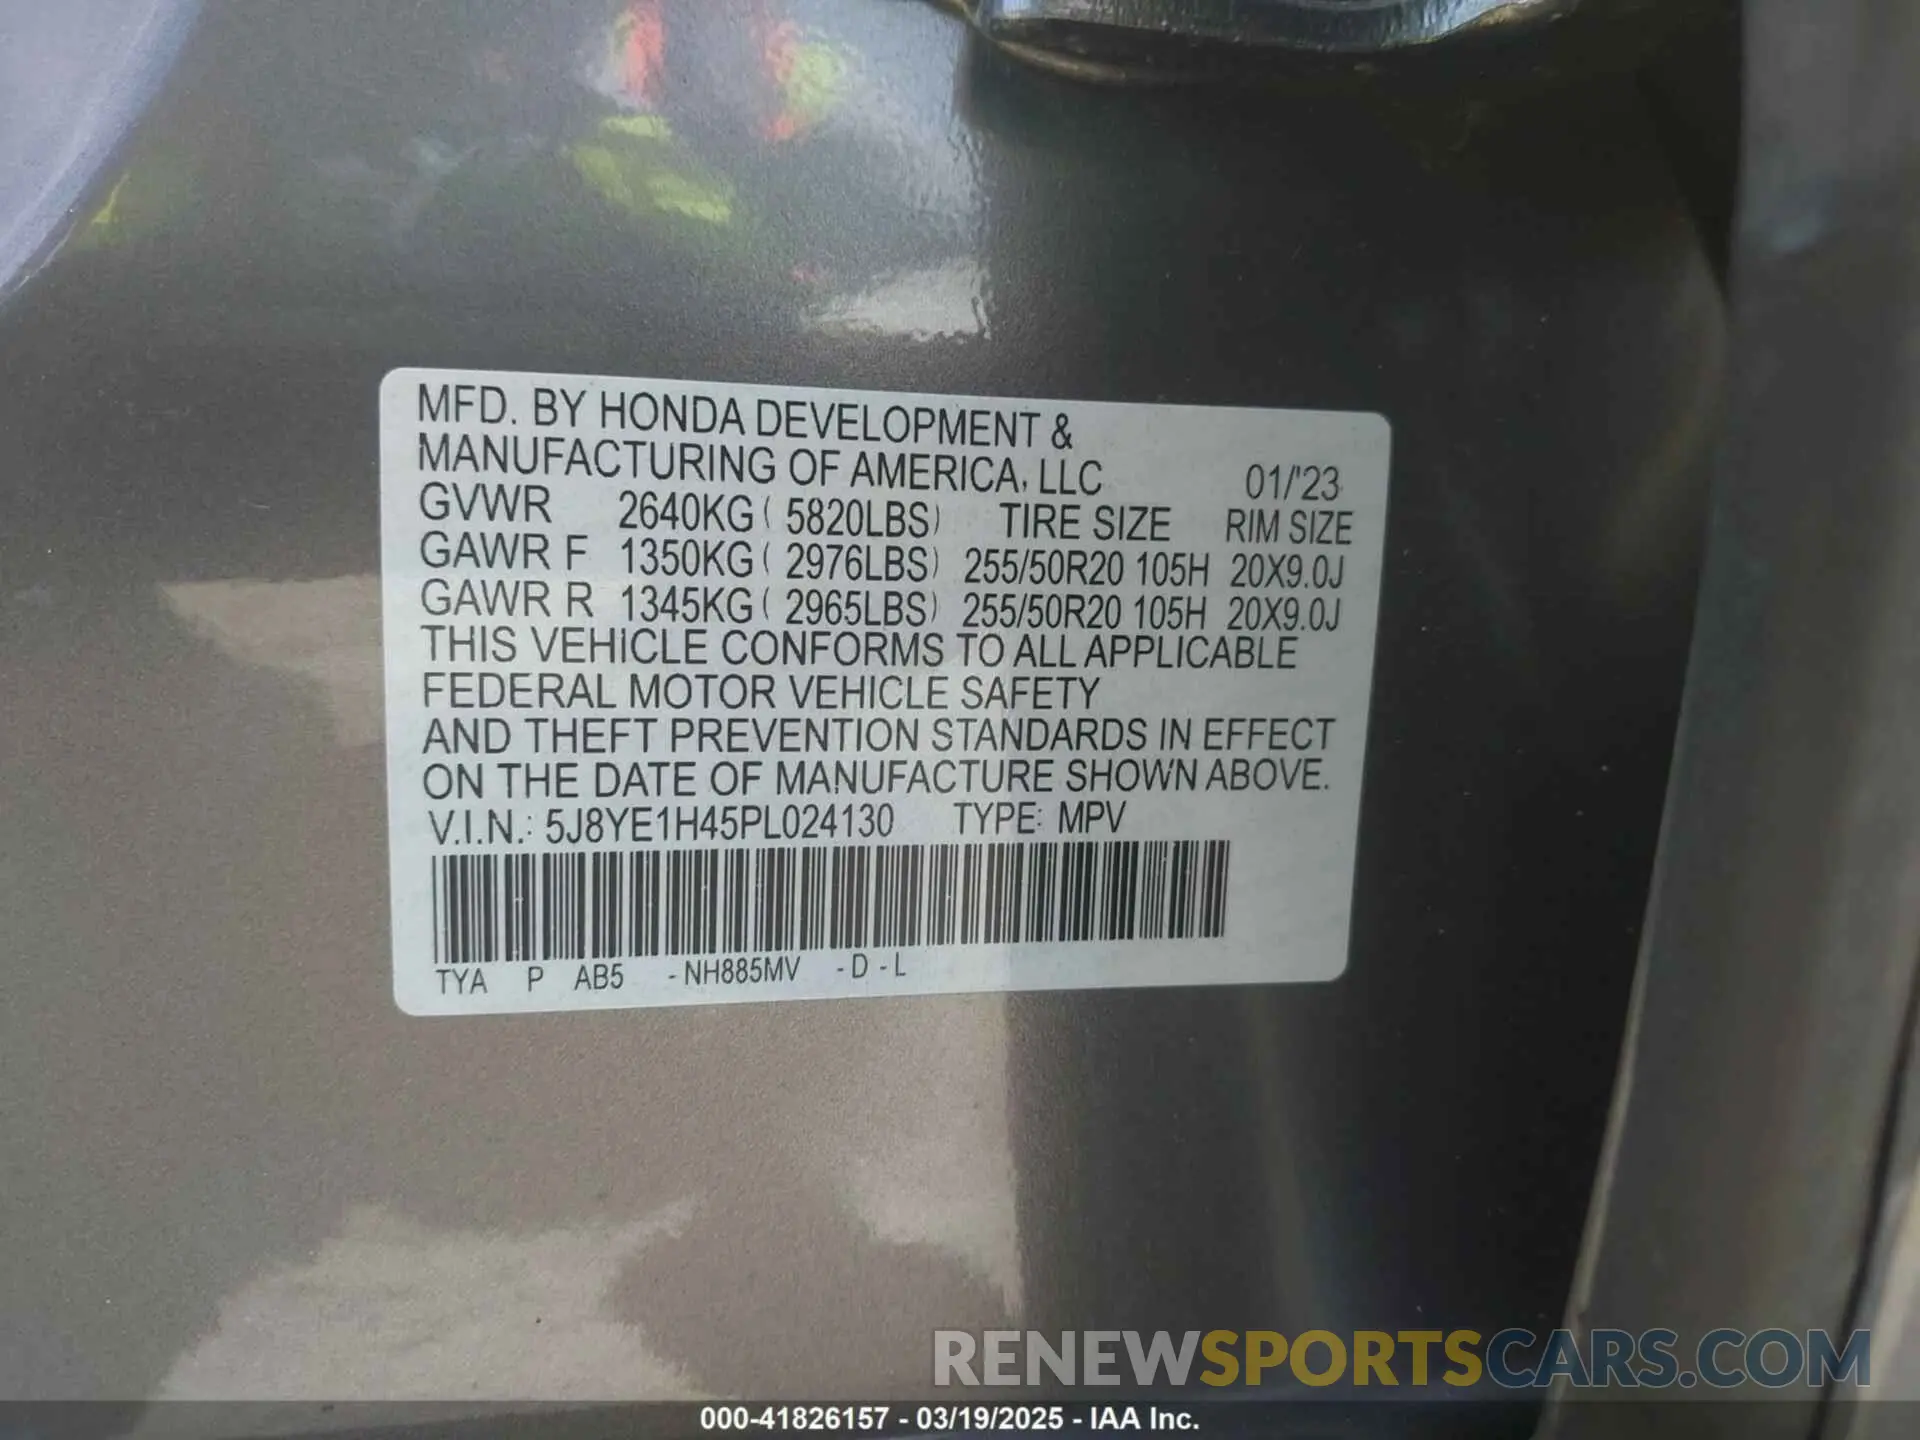 MFD. BY HONDA DEVELOPMENT &
MANUFACTURING OF AMERICA, LLC 01/'23
GVWR 2640KG ( 5820LBS) TIRE SIZE RIM SIZE
GAWR F 1350KG ( 2976LBS) 255/50R20 105H 20X9.0J
GAWR R 1345KG ( 2965LBS) 255/50R20 105H 20X9.0J
THIS VEHICLE CONFORMS TO ALL APPLICABLE
FEDERAL MOTOR VEHICLE SAFETY
AND THEFT PREVENTION STANDARDS IN EFFECT
ON THE DATE OF MANUFACTURE SHOWN ABOVE.
V.I.N.: 5J8YE1H45PL024130 TYPE: MPV
TYA P AB5 -NH885MV -D-L
RENEWSPORTSCARS.COM
000-41826157 - 03/19/2025 - IAA Inc.